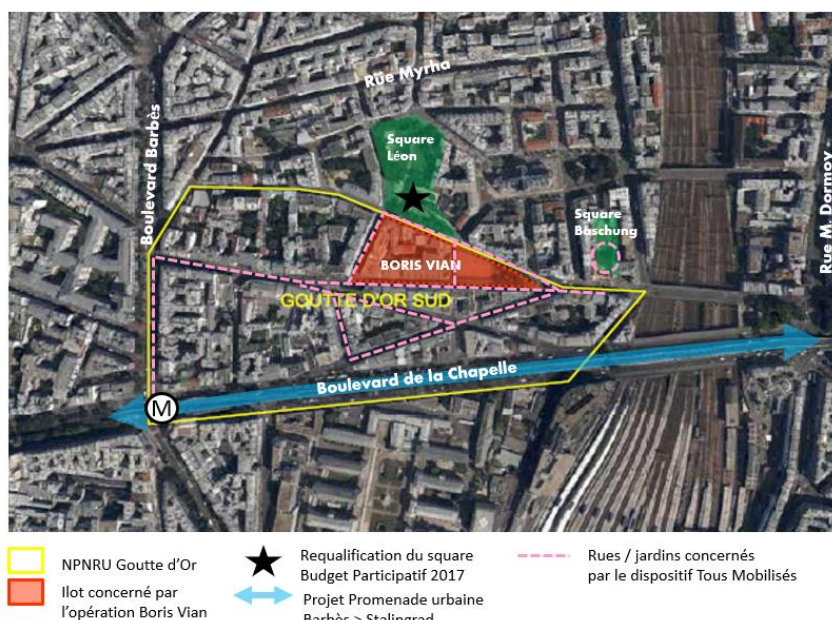 Rue Myrha
Boulevard Barbès
Square
Léon
Square
Baschung
Rue M. Dormoy
BORIS VIAN
GOUTTE D'OR SUD
Boulevard de la Chapelle
M
NPNRU Goutte d'Or
Ilot concerné par
l'opération Boris Vian
Requalification du square
Budget Participatif 2017
Projet Promenade urbaine
Barbès > Stalingrad
Rues / jardins concernés
par le dispositif Tous Mobilisés